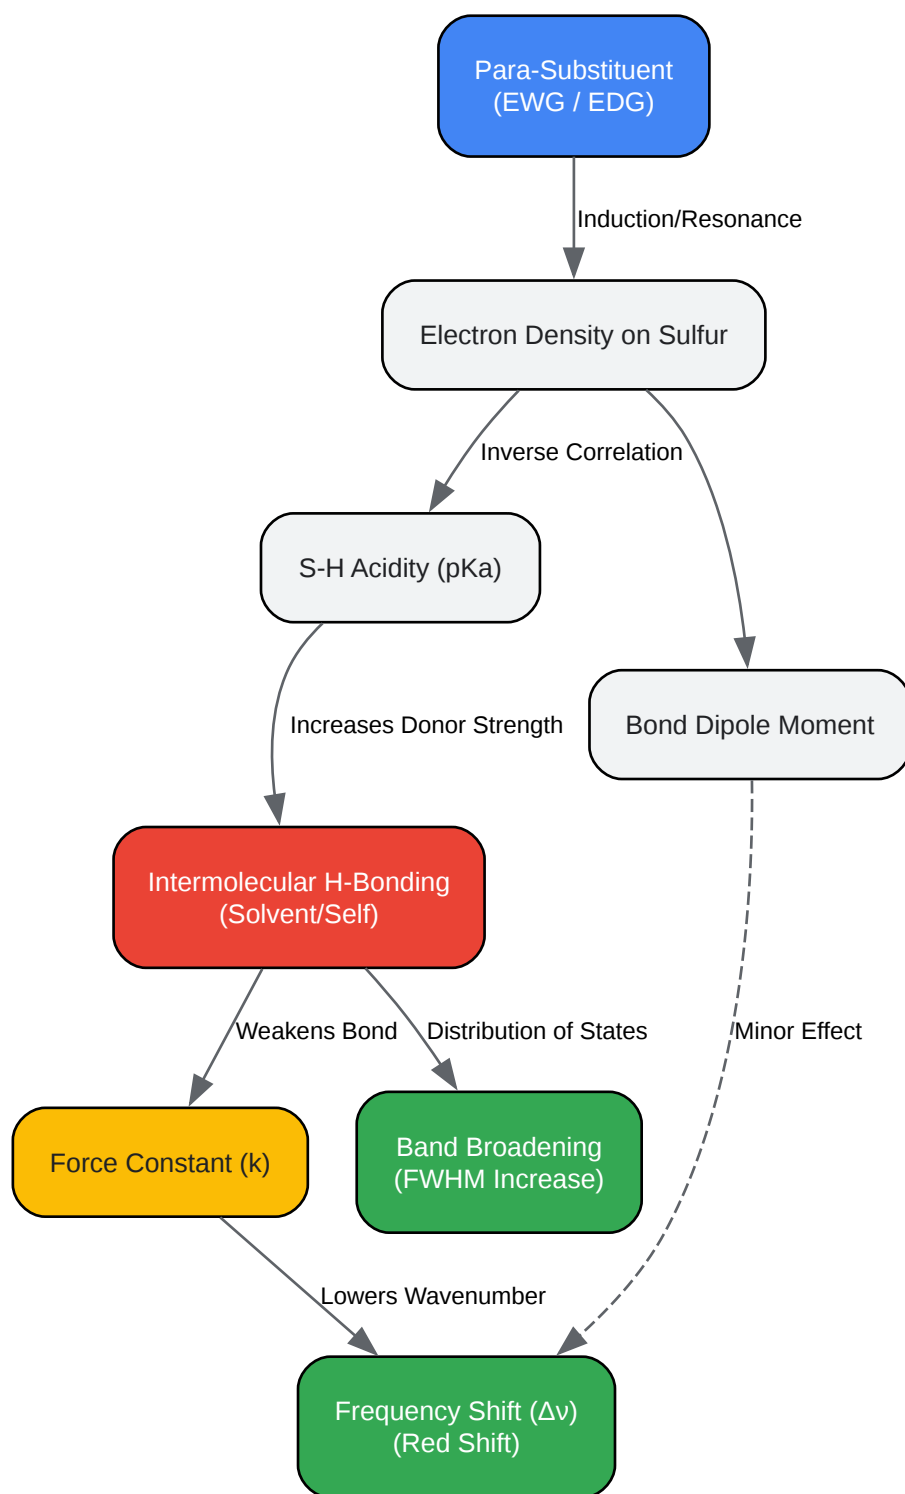 Para-Substituent
(EWG / EDG)
Induction/Resonance
Electron Density on Sulfur
Inverse Correlation
S-H Acidity (pKa)
Increases Donor Strength
Bond Dipole Moment
Intermolecular H-Bonding
(Solvent/Self)
Weakens Bond
Distribution of States
Minor Effect
Force Constant (k)
Band Broadening
(FWHM Increase)
Lowers Wavenumber
Frequency Shift (Δν)
(Red Shift)